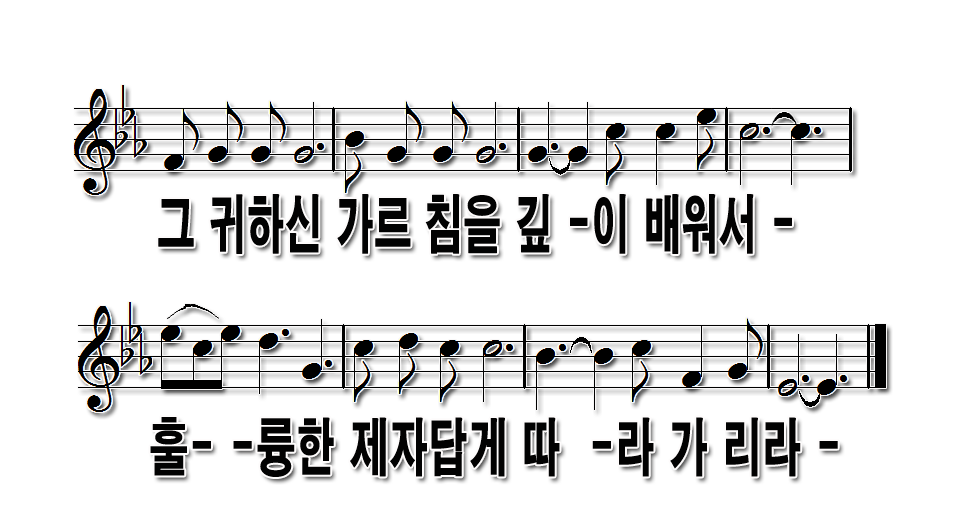 그 귀하신 가르 침을 깊 -이 배워서 -
훌- -륭한 제자답게 따 -라 가 리라 -